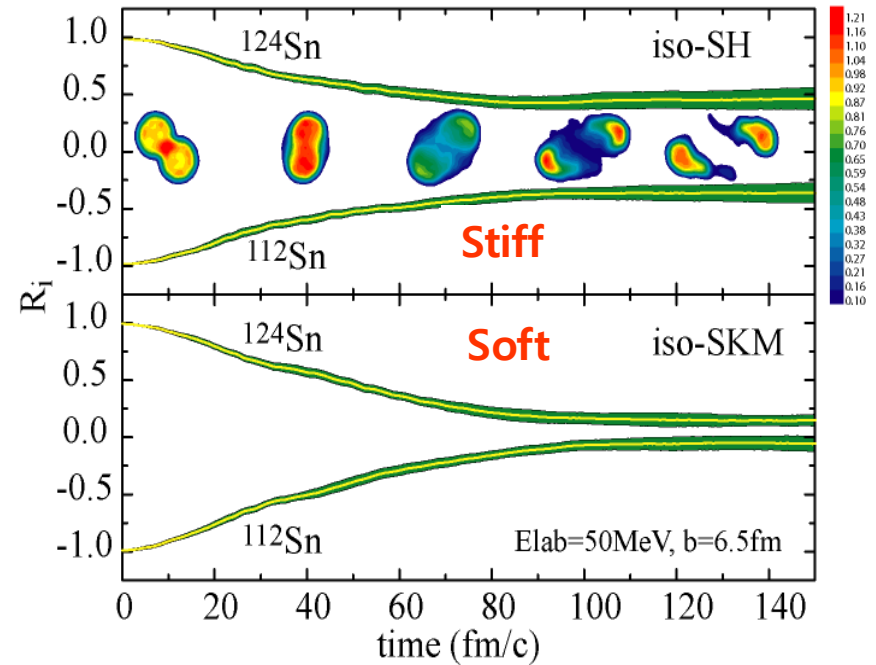 1.0
0.5
0.0
-0.5
-1.0
124Sn
iso-SH
112Sn
Stiff
Ri
1.0
0.5
0.0
-0.5
-1.0
124Sn
Soft
iso-SKM
112Sn
Elab=50MeV, b=6.5fm
0 20 40 60 80 100 120 140
time (fm/c)
1.21
1.16
1.10
1.04
0.98
0.92
0.87
0.81
0.76
0.70
0.65
0.59
0.54
0.48
0.43
0.38
0.32
0.27
0.21
0.16
0.10